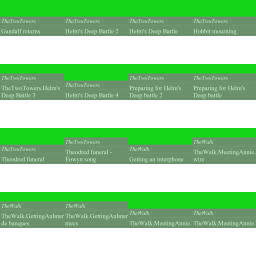 TheTwoTowers
TheTwoTowers
TheTwoTowers
TheTwoTowers
Gandalf returns
Helm's Deep Battle 2
Helm's Deep Battle
Hobbit mourning
TheTwoTowers
TheTwoTowers
TheTwoTowers
TheTwoTowers
TheTwoTowers.Helm's
Deep Battle 3
Helm's Deep Battle 4
Preparing for Helm's
Deep battle 2
Preparing for Helm's
Deep battle
TheTwoTowers
TheTwoTowers
TheWalk
TheWalk
Theodred funeral
Theodred funeral -
Eowyn song
Getting an interphone
TheWalk.MeetingAnnie.
wire
TheWalk
TheWalk
TheWalk
TheWalk
TheWalk.GettingAuInter
de banques
TheWalk.GettingAuInter
mecs
TheWalk.MeetingAnnie.
TheWalk.MeetingAnnie.